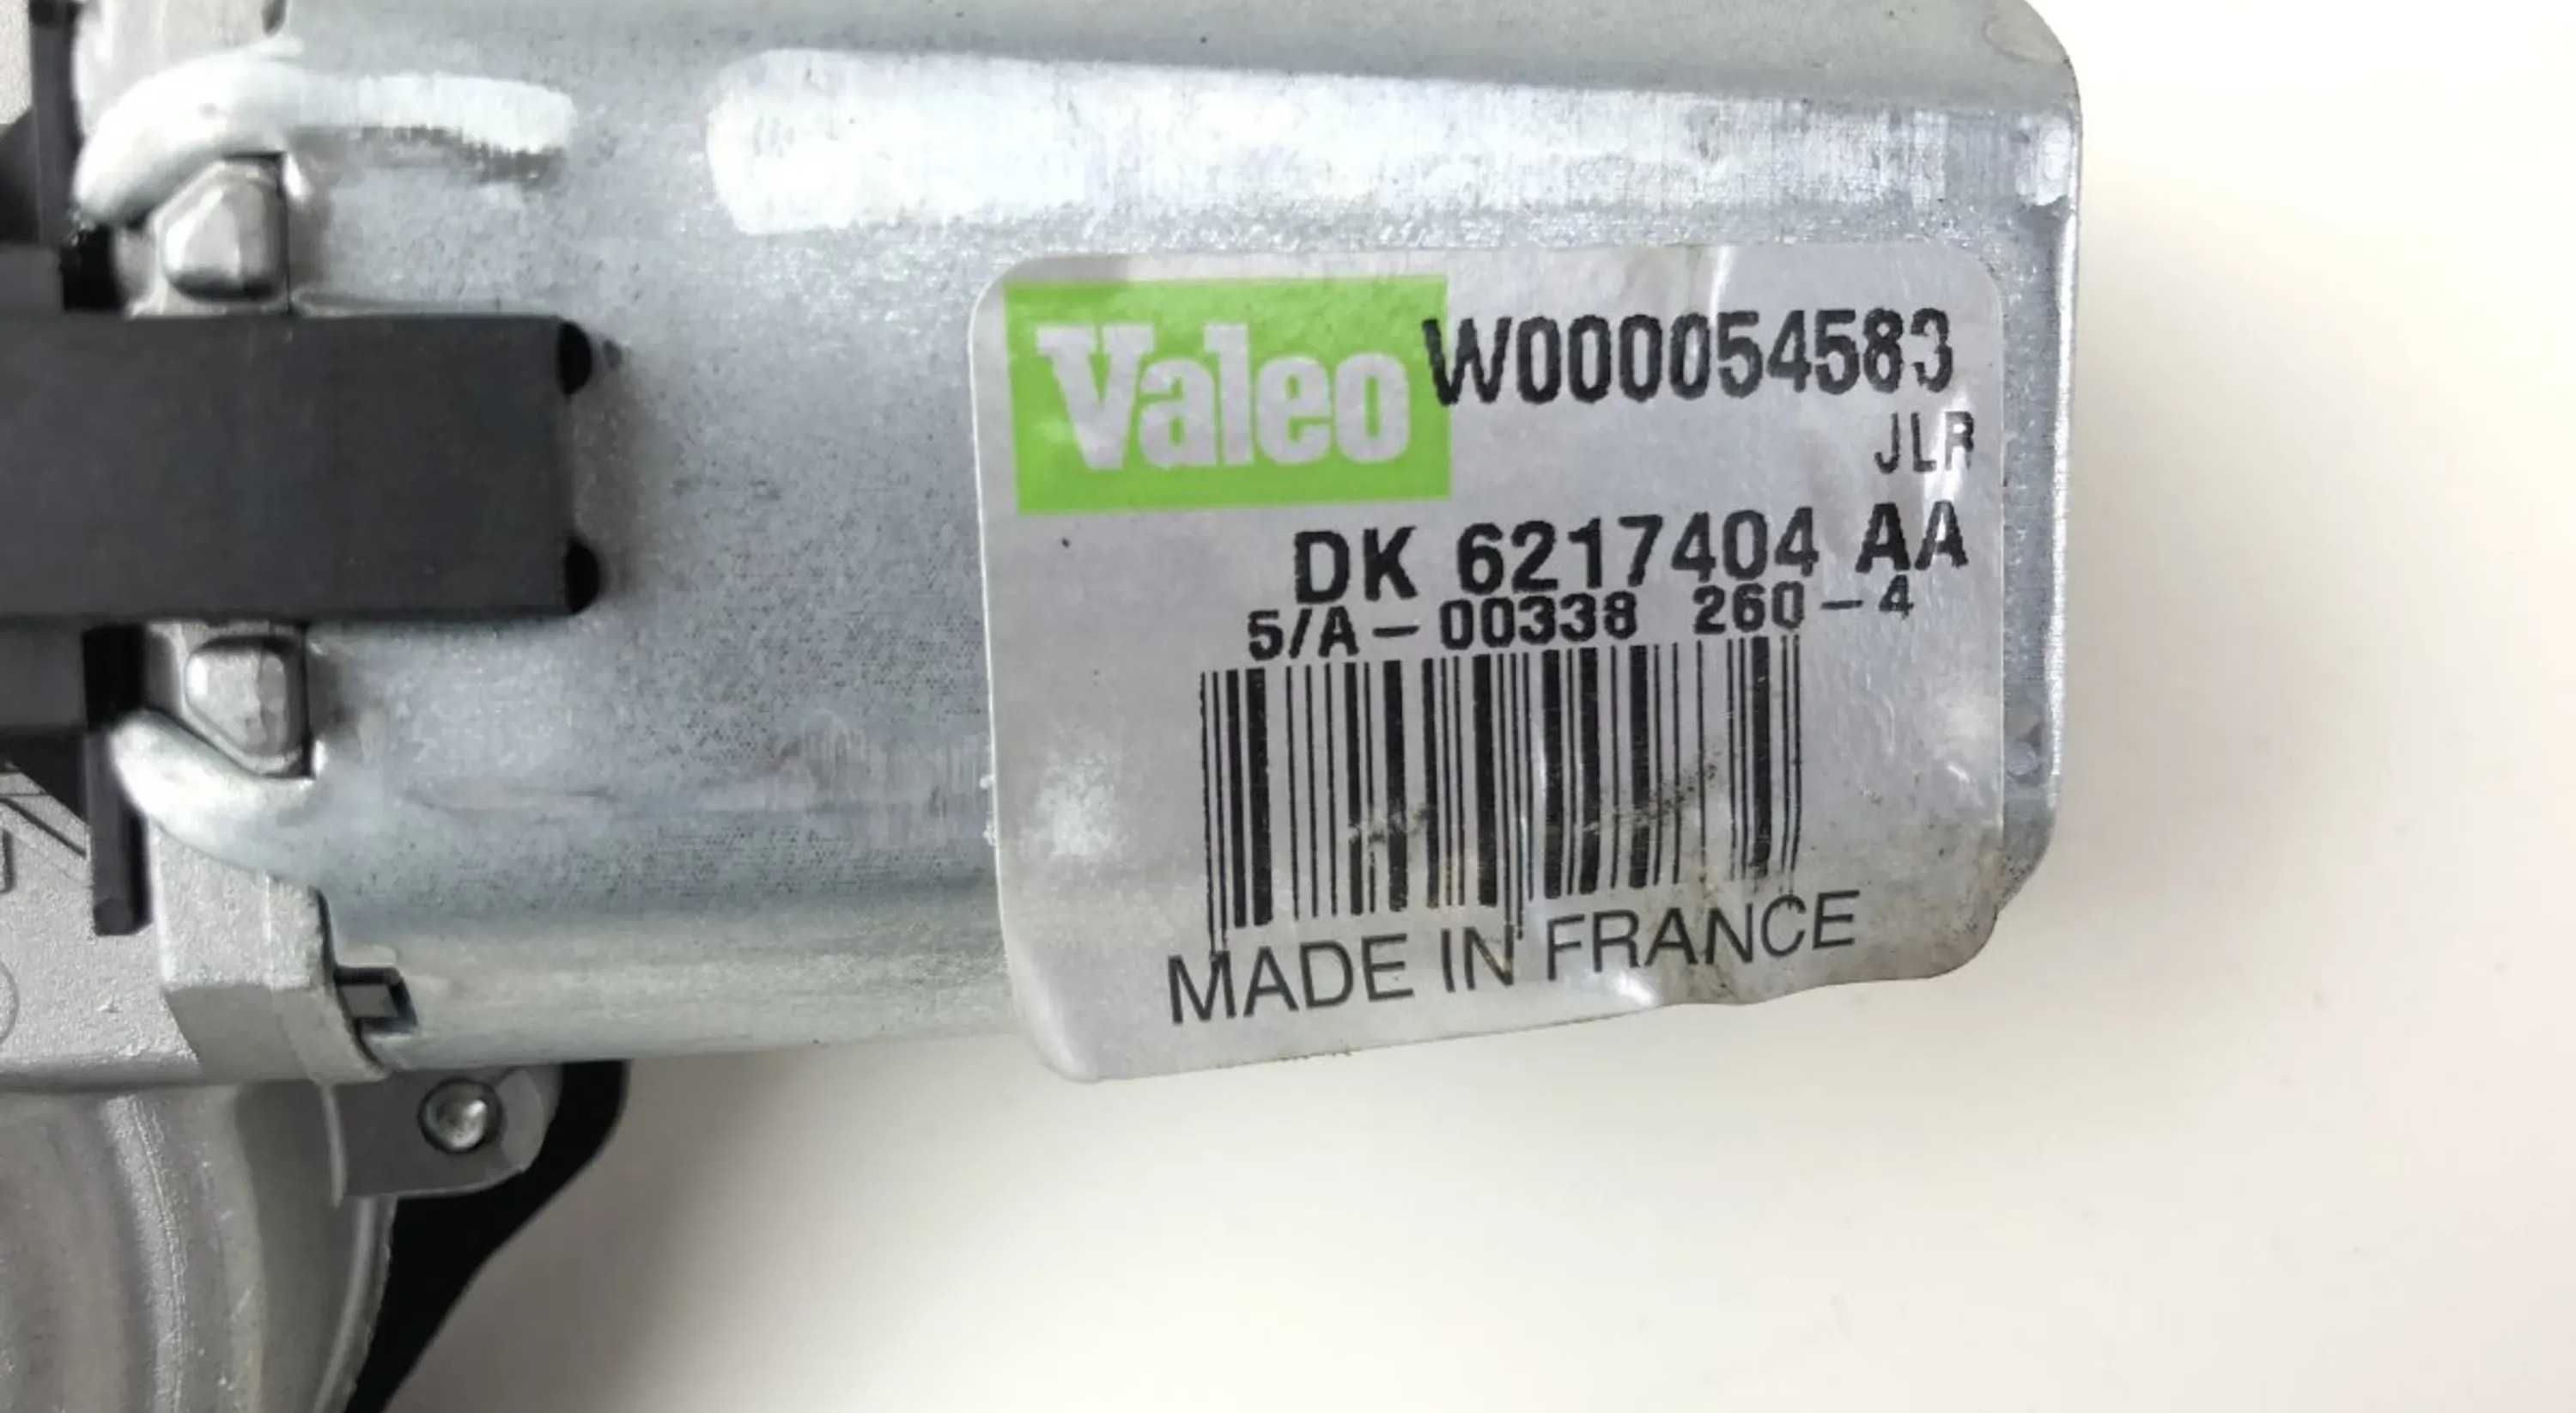 Valeo W000054583
JLR
DK 6217404 AA
5/A-00338 260-4
MADE IN FRANCE